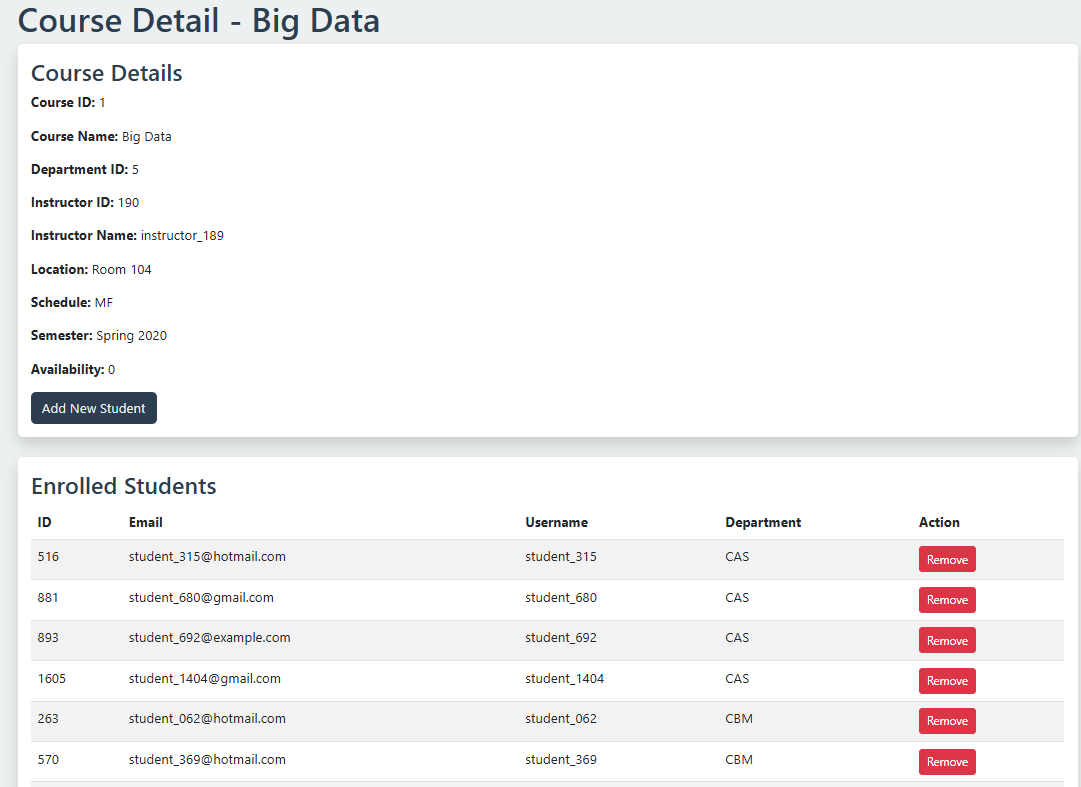 Course Detail - Big Data
Course Details
Course ID: 1
Course Name: Big Data
Department ID: 5
Instructor ID: 190
Instructor Name: instructor_189
Location: Room 104
Schedule: MF
Semester: Spring 2020
Availability: 0
Add New Student
Enrolled Students
ID Email Username Department Action
516 student_315@hotmail.com student_315 CAS Remove
881 student_680@gmail.com student_680 CAS Remove
893 student_692@example.com student_692 CAS Remove
1605 student_1404@gmail.com student_1404 CAS Remove
263 student_062@hotmail.com student_062 CBM Remove
570 student_369@hotmail.com student_369 CBM Remove